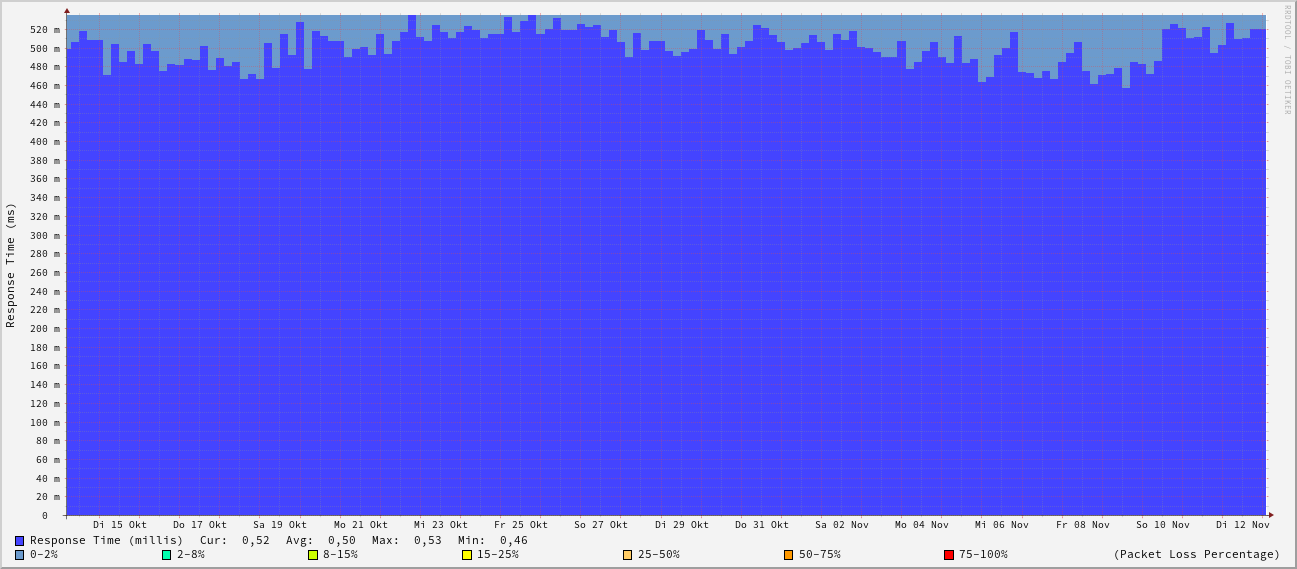 RRDTOOL / TOBI OETIKER
Response Time (ms)
520 m
500 m
480 m
460 m
440 m
420 m
400 m
380 m
360 m
340 m
320 m
300 m
280 m
260 m
240 m
220 m
200 m
180 m
160 m
140 m
120 m
100 m
80 m
60 m
40 m
20 m
0
Di 15 Okt Do 17 Okt Sa 19 Okt Mo 21 Okt Mi 23 Okt Fr 25 Okt So 27 Okt Di 29 Okt Do 31 Okt Sa 02 Nov Mo 04 Nov Mi 06 Nov Fr 08 Nov So 10 Nov Di 12 Nov
Response Time (millis) Cur: 0,52 Avg: 0,50 Max: 0,53 Min: 0,46
0-2% 2-8% 8-15% 15-25% 25-50% 50-75% 75-100% (Packet Loss Percentage)